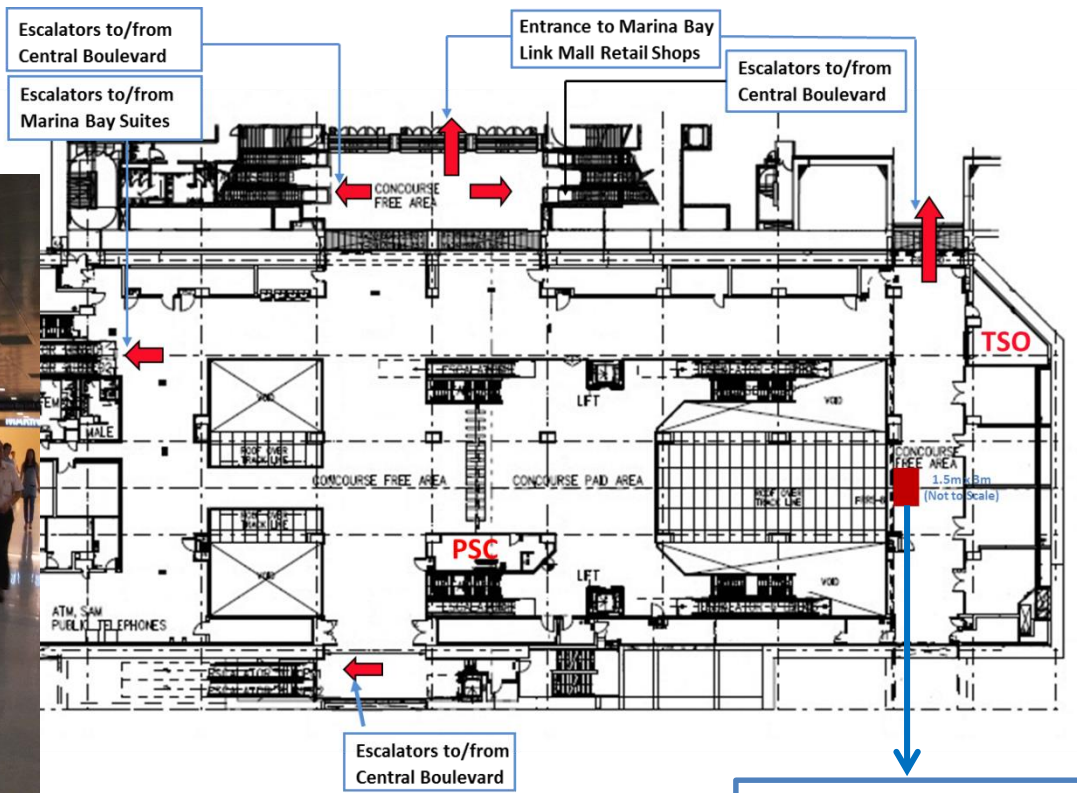 Escalators to/from
Central Boulevard
Entrance to Marina Bay
Link Mall Retail Shops
Escalators to/from
Central Boulevard
Escalators to/from
Marina Bay Suites
CONCOURSE
FREE AREA
TSO
VOID
LIFT
VOID
MALE
ROOF OVER
TRACK LINE
CONCOURSE FREE AREA
CONCOURSE PAID AREA
ROOF OVER
TRACK LINE
CONCOURSE
FREE AREA
1.5m x 3m
(Not to Scale)
ROOF OVER
TRACK LINE
PSC
VOID
LIFT
VOID
ATM, SAM
PUBLIC TELEPHONES
Escalators to/from
Central Boulevard